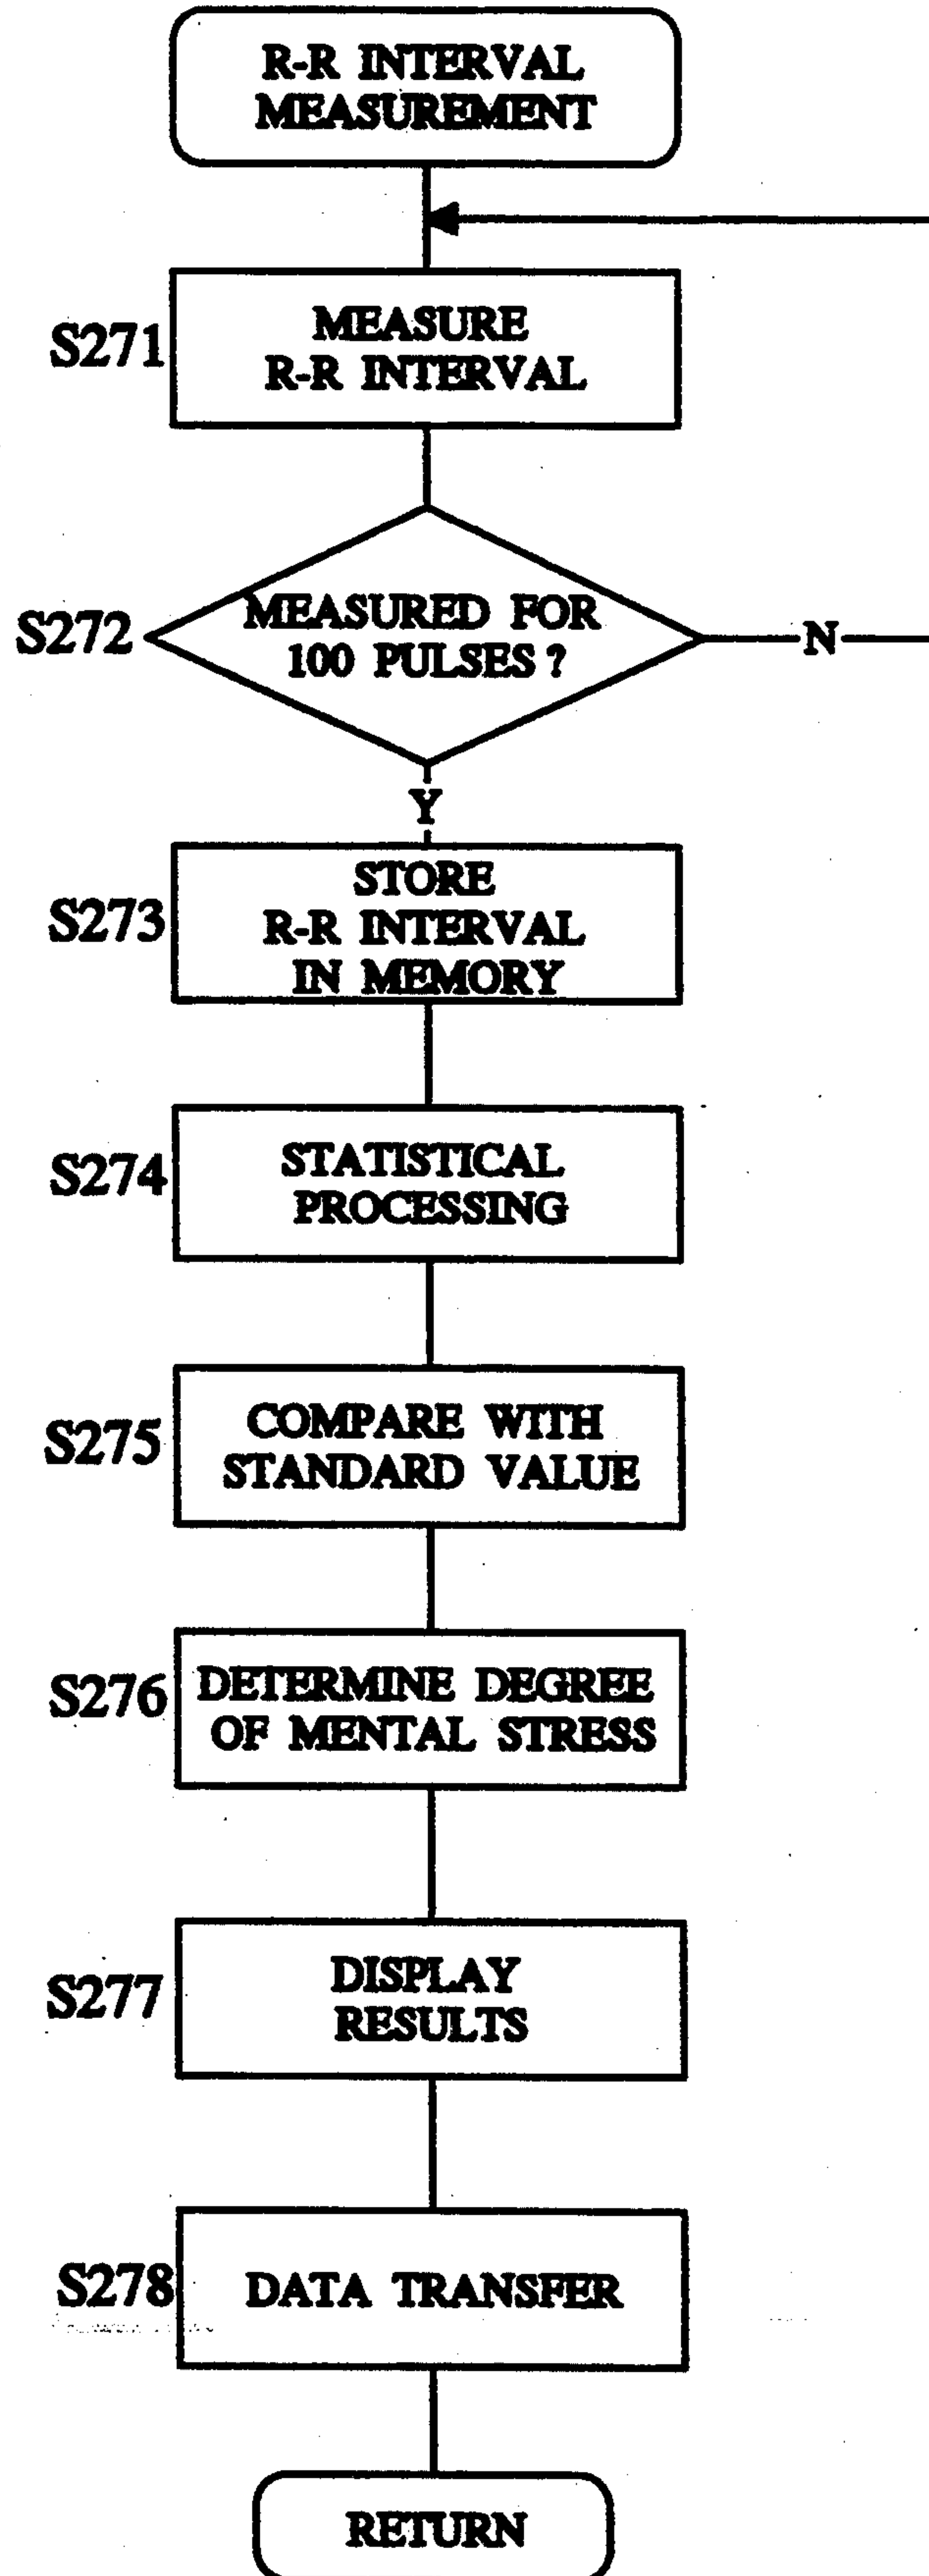 R-R INTERVAL
MEASUREMENT
S271
MEASURE
R-R INTERVAL
S272
MEASURED FOR
100 PULSES ?
N
Y
S273
STORE
R-R INTERVAL
IN MEMORY
S274
STATISTICAL
PROCESSING
S275
COMPARE WITH
STANDARD VALUE
S276
DETERMINE DEGREE
OF MENTAL STRESS
S277
DISPLAY
RESULTS
S278
DATA TRANSFER
RETURN